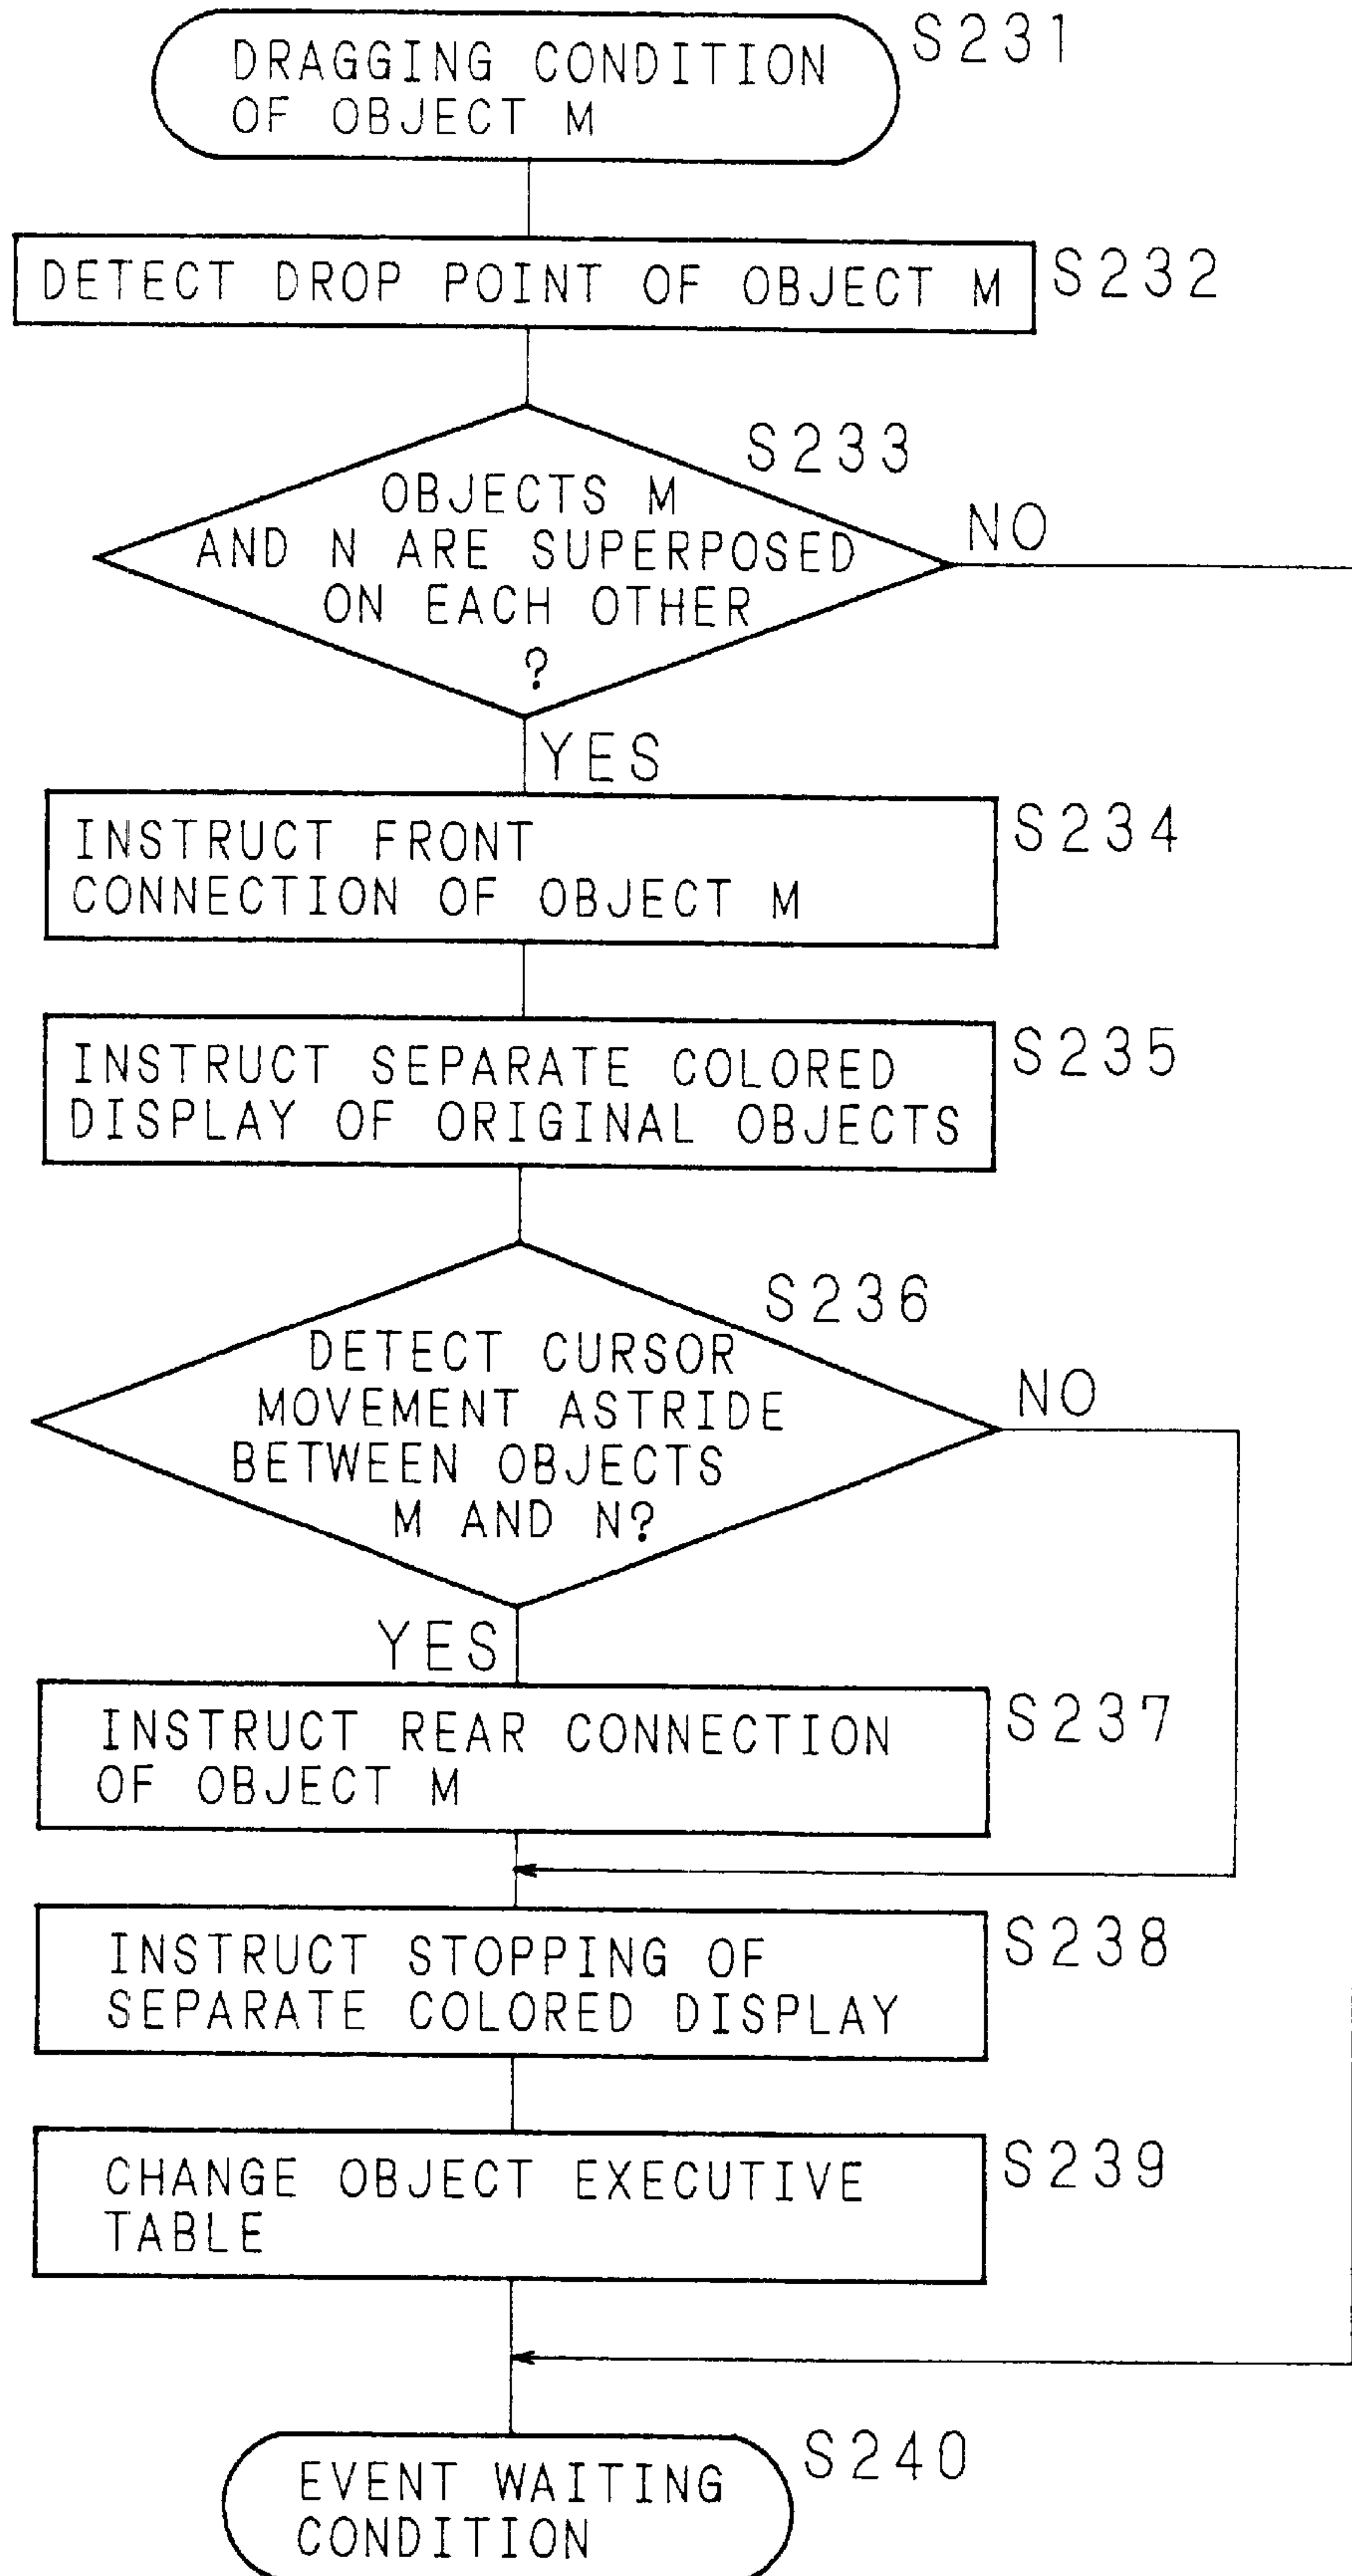 S231
DRAGGING CONDITION
OF OBJECT M
DETECT DROP POINT OF OBJECT M
S232
S233
OBJECTS M
AND N ARE SUPERPOSED
ON EACH OTHER
?
NO
YES
INSTRUCT FRONT
CONNECTION OF OBJECT M
S234
INSTRUCT SEPARATE COLORED
DISPLAY OF ORIGINAL OBJECTS
S235
S236
DETECT CURSOR
MOVEMENT ASTRIDE
BETWEEN OBJECTS
M AND N?
NO
YES
INSTRUCT REAR CONNECTION
OF OBJECT M
S237
INSTRUCT STOPPING OF
SEPARATE COLORED DISPLAY
S238
CHANGE OBJECT EXECUTIVE
TABLE
S239
S240
EVENT WAITING
CONDITION